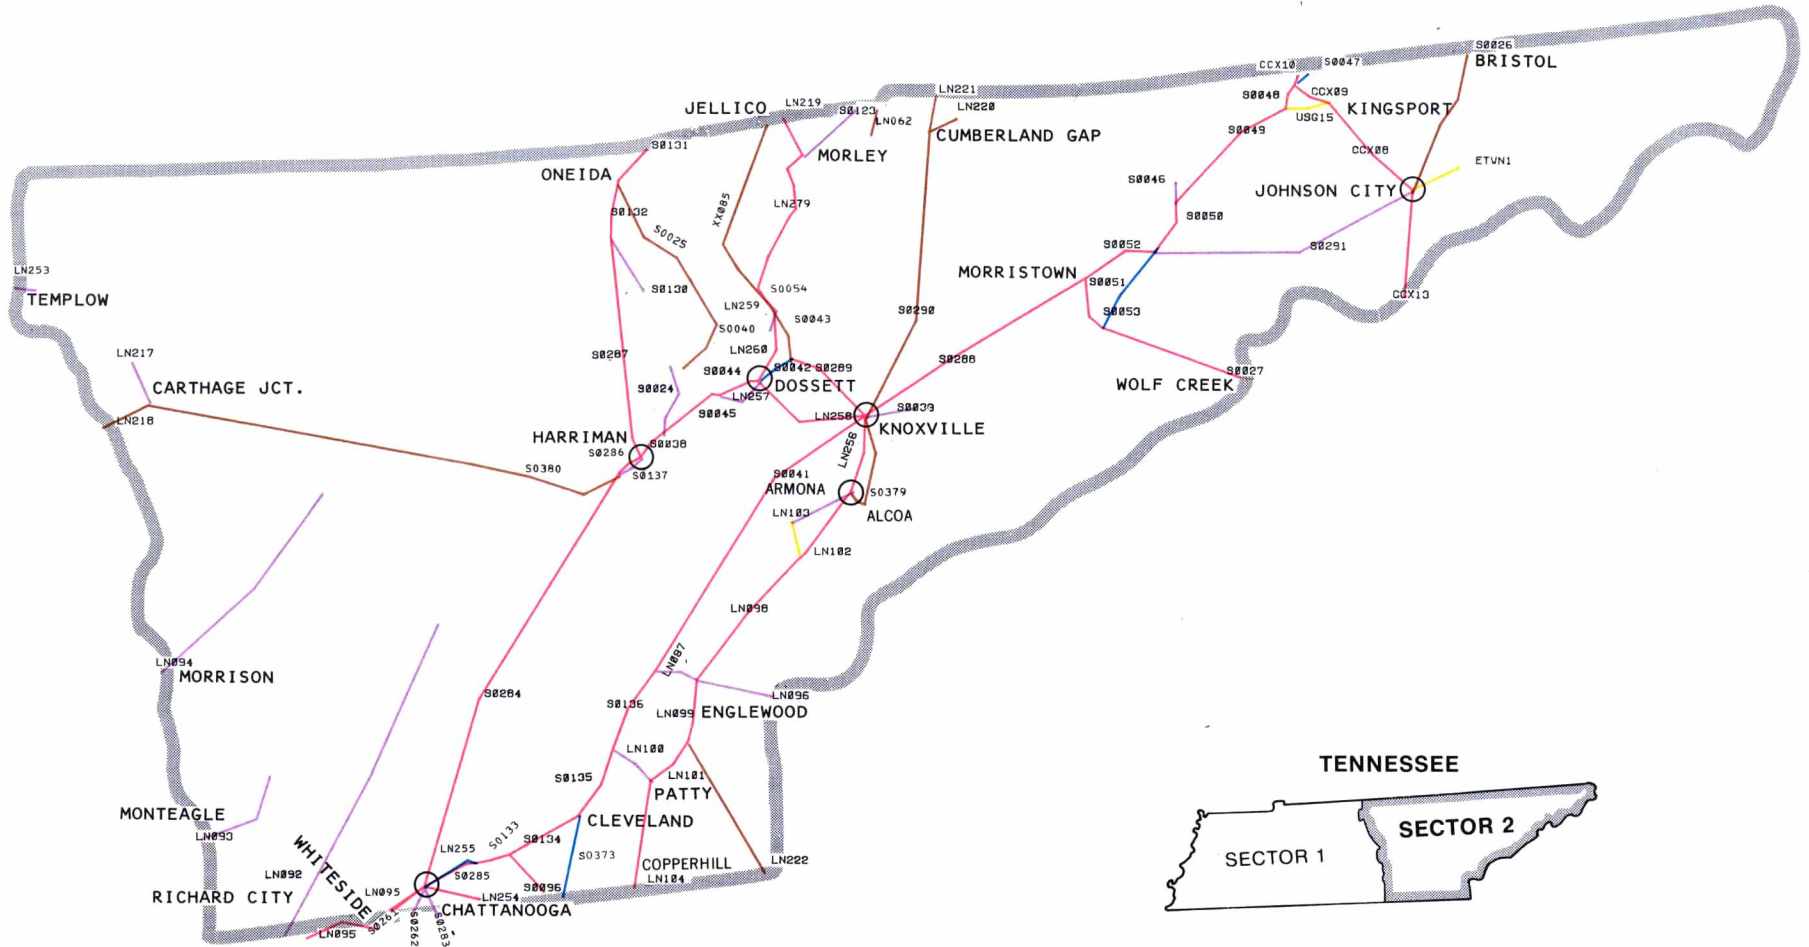 S0026
BRISTOL
CCX10
S0047
S0048
CCX09
KINGSPORT
USG15
S0049
CCX08
ETWN1
S0046
JOHNSON CITY
S0050
S0052
S0291
MORRISTOWN
S0051
CCX13
S0053
S0288
S0027
WOLF CREEK
JELLICO
LN219
S0123
LN062
LN221
LN220
CUMBERLAND GAP
MORLEY
S0131
ONEIDA
S0132
S0025
XX085
LN279
S0130
S0054
LN259
S0043
S0040
LN260
S0290
S0287
S0044
S0042
S0289
DOSSETT
S0024
LN257
S0045
LN258
S0039
KNOXVILLE
LN253
TEMPLOW
LN217
CARTHAGE JCT.
LN218
HARRIMAN
S0038
S0286
S0137
S0380
LN256
S0041
ARMONA
S0379
LN103
ALCOA
LN102
LN098
LN094
MORRISON
LN097
S0284
LN096
S0136
LN099
ENGLEWOOD
LN100
S0135
LN101
PATTY
MONTEAGLE
LN093
CLEVELAND
S0133
S0134
LN255
S0373
COPPERHILL
LN222
S0285
LN092
WHITESIDE
S0096
LN104
RICHARD CITY
LN095
LN254
CHATTANOOGA
S0261
S0262
S0283
LN095
TENNESSEE
SECTOR 1
SECTOR 2